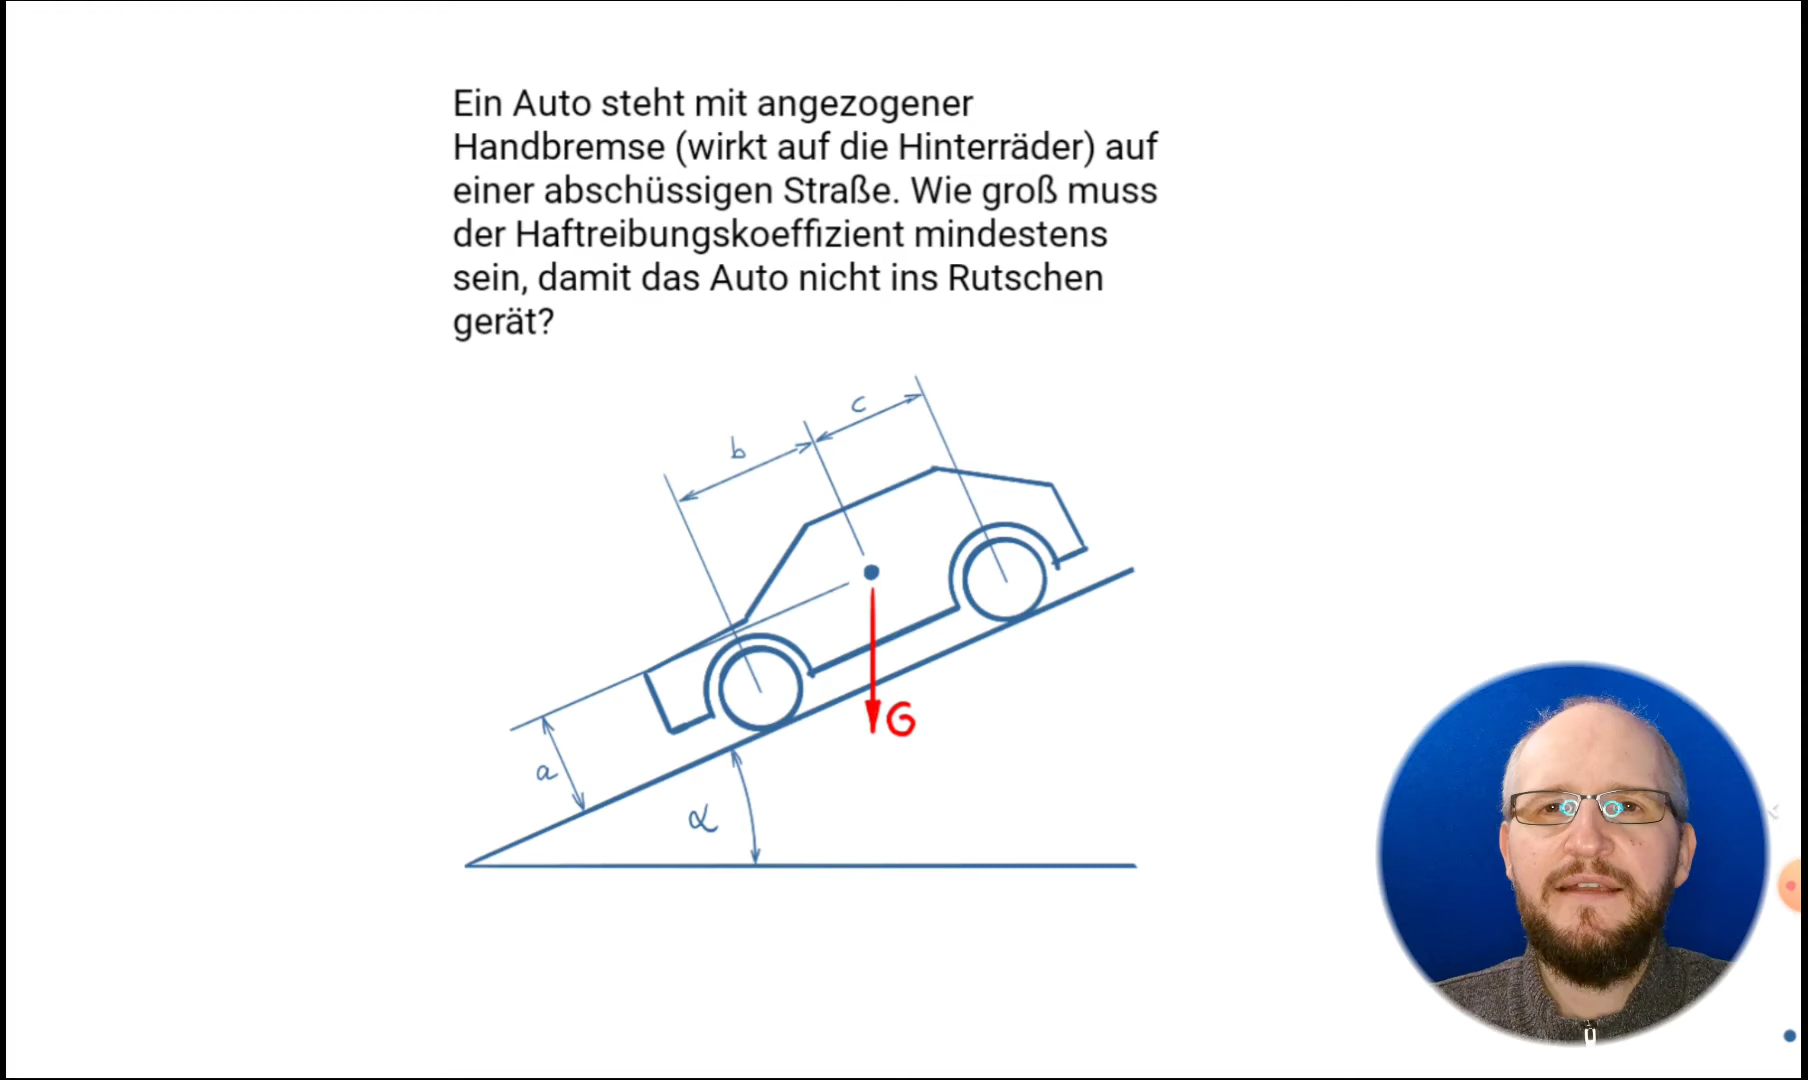 Ein Auto steht mit angezogener
Handbremse (wirkt auf die Hinterräder) auf
einer abschüssigen Straße. Wie groß muss
der Haftreibungskoeffizient mindestens
sein, damit das Auto nicht ins Rutschen
gerät?
c
b
G
a
α